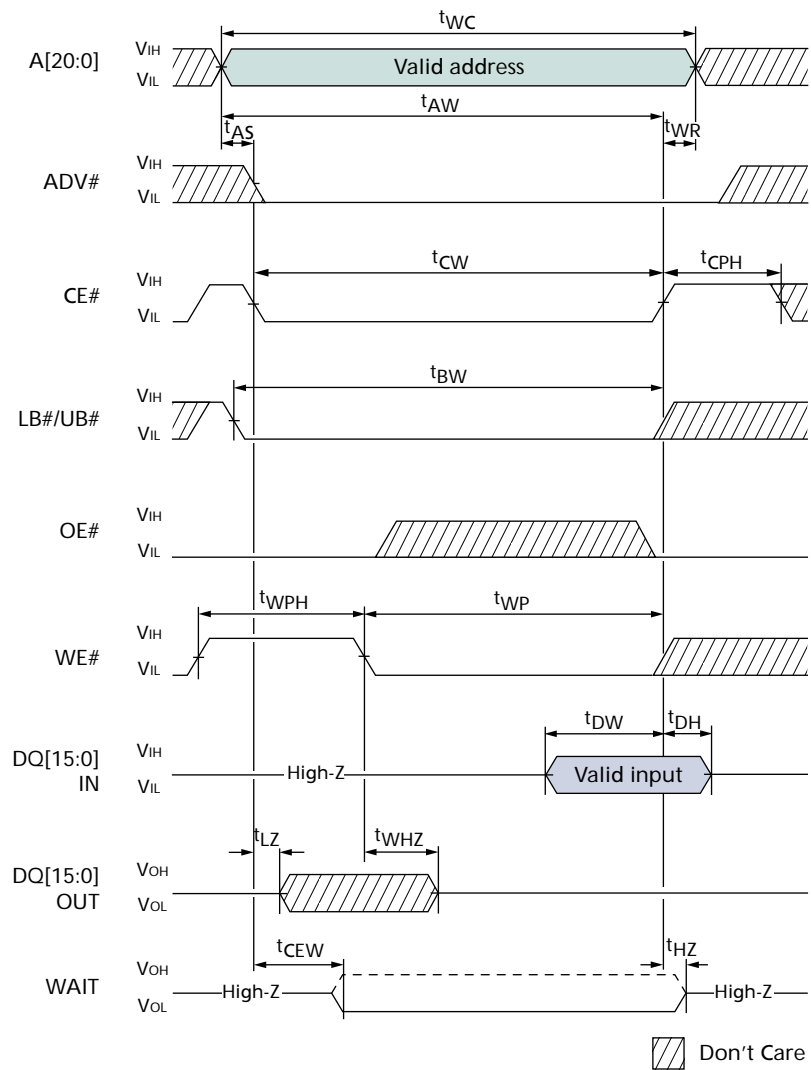 tWC
A[20:0] VIH VIL Valid address
tAW
tAS tWR
ADV# VIH VIL
tCW tCPH
CE# VIH VIL
tBW
LB#/UB# VIH VIL
OE# VIH VIL
tWPH tWP
WE# VIH VIL
tDW tDH
DQ[15:0] IN VIH VIL High-Z Valid input
tLZ tWHZ
DQ[15:0] OUT VOH VOL
tCEW tHZ
WAIT VOH VOL High-Z High-Z
Don't Care